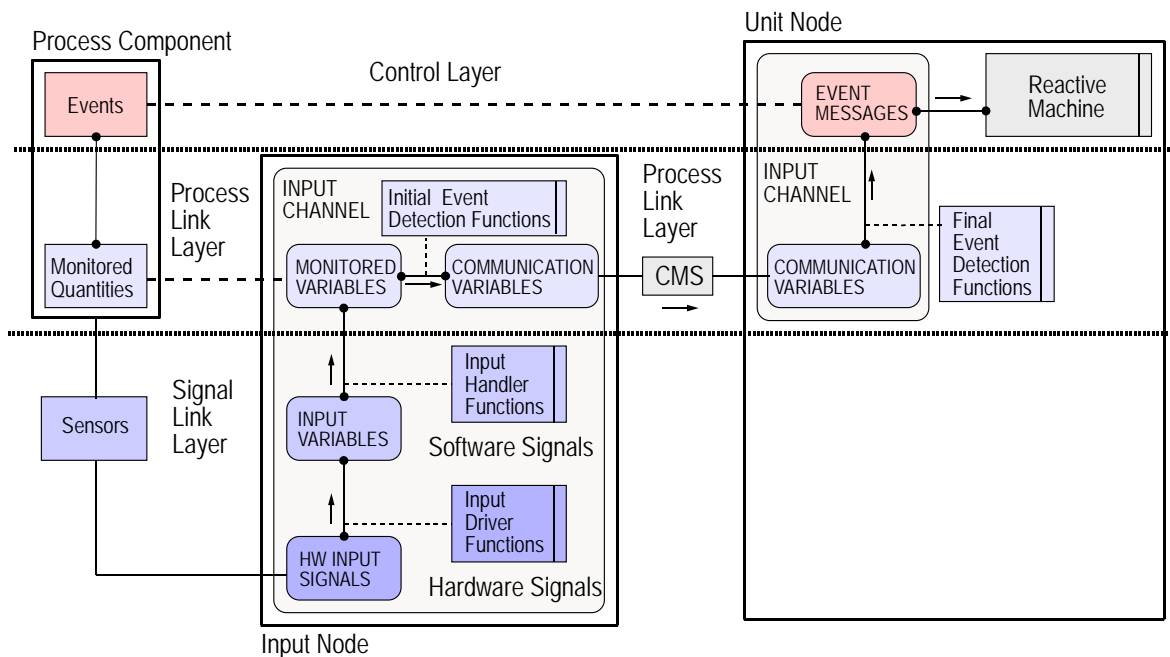 Unit Node
Process Component
Control Layer
Events
EVENT
MESSAGES
Reactive
Machine
Process
Link
Layer
INPUT
CHANNEL
Initial Event
Detection Functions
Process
Link
Layer
INPUT
CHANNEL
Final
Event
Detection
Functions
Monitored
Quantities
MONITORED
VARIABLES
COMMUNICATION
VARIABLES
CMS
COMMUNICATION
VARIABLES
Signal
Link
Layer
Sensors
Input
Handler
Functions
INPUT
VARIABLES
Software Signals
Input
Driver
Functions
HW INPUT
SIGNALS
Hardware Signals
Input Node